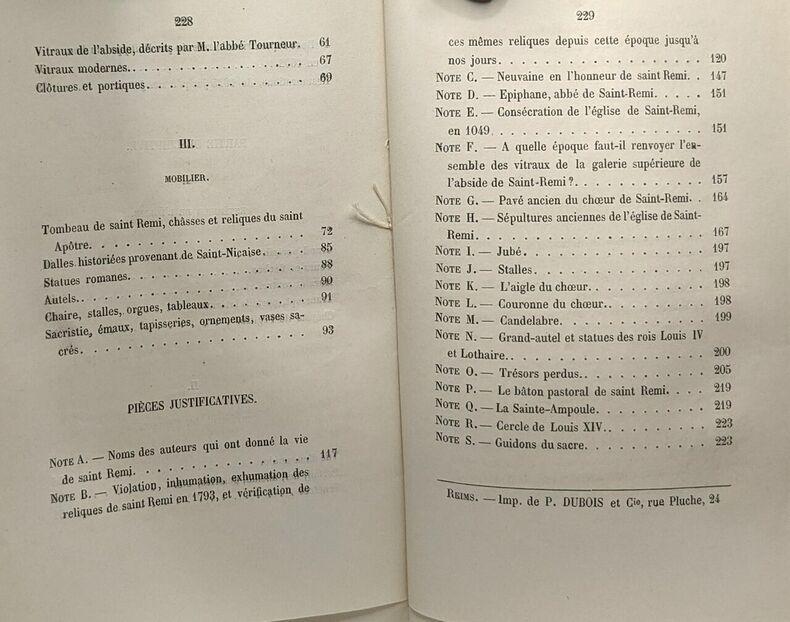 228
Vitraux de l'abside, décrits par M. l'abbé Tourneur. 61
Vitraux modernes. . . . . . . . . . . . . . 67
Clôtures et portiques. . . . . . . . . . . . . 69
III.
MOBILIER.
Tombeau de saint Remi, châsses et reliques du saint
Apôtre. . . . . . . . . . . . . . . . . 72
Dalles historiées provenant de Saint-Niçaise. . . . 85
Statues romanes. . . . . . . . . . . . . . 88
Autels. . . . . . . . . . . . . . . . . . 90
Chaire, stalles, orgues, tableaux. . . . . . . . 91
Sacristie, émaux, tapisseries, ornements, vases sa-
crés. . . . . . . . . . . . . . . . . . 93
PIÈCES JUSTIFICATIVES.
NOTE A. — Noms des auteurs qui ont donné la vie
de saint Remi. . . . . . . . . . . . . . 117
NOTE B. — Violation, inhumation, exhumation des
reliques de saint Remi en 1793, et vérification de
229
ces mêmes reliques depuis cette époque jusqu'à
nos jours. . . . . . . . . . . . . . . . 120
NOTE C. — Neuvaine en l'honneur de saint Remi. . 147
NOTE D. — Epiphane, abbé de Saint-Remi. . . . . 151
NOTE E. — Consécration de l'église de Saint-Remi,
en 1049. . . . . . . . . . . . . . . . . 151
NOTE F. — A quelle époque faut-il renvoyer l'en-
semble des vitraux de la galerie supérieure de
l'abside de Saint-Remi?. . . . . . . . . . 157
NOTE G. — Pavé ancien du chœur de Saint-Remi. . 164
NOTE H. — Sépultures anciennes de l'église de Saint-
Remi. . . . . . . . . . . . . . . . . . 167
NOTE I. — Jubé. . . . . . . . . . . . . . . 197
NOTE J. — Stalles. . . . . . . . . . . . . . 197
NOTE K. — L'aigle du chœur. . . . . . . . . . 198
NOTE L. — Couronne du chœur. . . . . . . . . 198
NOTE M. — Candelabre. . . . . . . . . . . . 199
NOTE N. — Grand-autel et statues des rois Louis IV
et Lothaire. . . . . . . . . . . . . . . 200
NOTE O. — Trésors perdus. . . . . . . . . . . 205
NOTE P. — Le bâton pastoral de saint Remi. . . . 219
NOTE Q. — La Sainte-Ampoule. . . . . . . . . 219
NOTE R. — Cercle de Louis XIV. . . . . . . . . 223
NOTE S. — Guidons du sacre. . . . . . . . . . 223
REIMS. — Imp. de P. DUBOIS et Cie, rue Pluche, 24